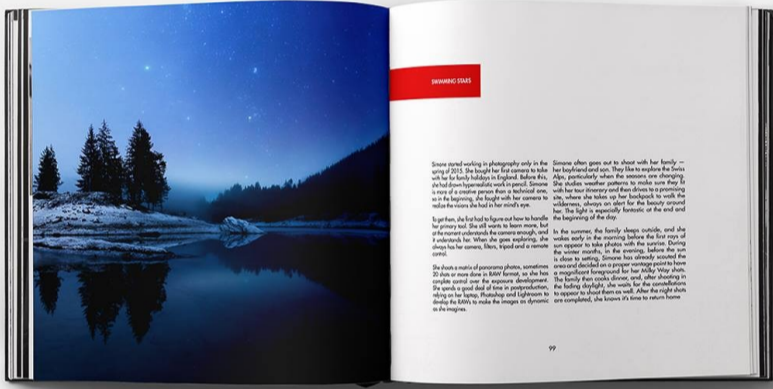 SWIMMING STARS
Simone started working in photography only in the
spring of 2015. She bought her first camera to take
with her for family holidays in England. Before this,
she had drawn hyperrealistic work in pencil. Simone
is more of a creative person than a technical one,
so in the beginning, she fought with her camera to
realize the visions she had in her mind's eye.
To get them, she first had to figure out how to handle
her primary tool. She still wants to learn more, but
at the moment understands the camera enough, and
it understands her. When she goes exploring, she
always has her camera, filters, tripod and a remote
control.
She shoots a matrix of panorama photos, sometimes
20 shots or more done in RAW format, so she has
complete control over the exposure development.
She spends a good deal of time in postproduction,
relying on her laptop, Photoshop and Lightroom to
develop the RAWs to make the images as dynamic
as she imagines.
Simone often goes out to shoot with her family —
her boyfriend and son. They like to explore the Swiss
Alps, particularly when the seasons are changing.
She studies weather patterns to make sure they fit
with her tour itinerary and then drives to a promising
site, where she takes up her backpack to walk the
wilderness, always on alert for the beauty around
her. The light is especially fantastic at the end and
the beginning of the day.
In the summer, the family sleeps outside, and she
wakes early in the morning before the first rays of
sun appear to take photos with the sunrise. During
the winter months, in the evening, before the sun
is close to setting, Simone has already scouted the
area and decided on a proper vantage point to have
a magnificent foreground for her Milky Way shots.
The family then cooks dinner, and, after shooting in
the fading daylight, she waits for the constellations
to appear to shoot them as well. After the night shots
are completed, she knows it's time to return home
99